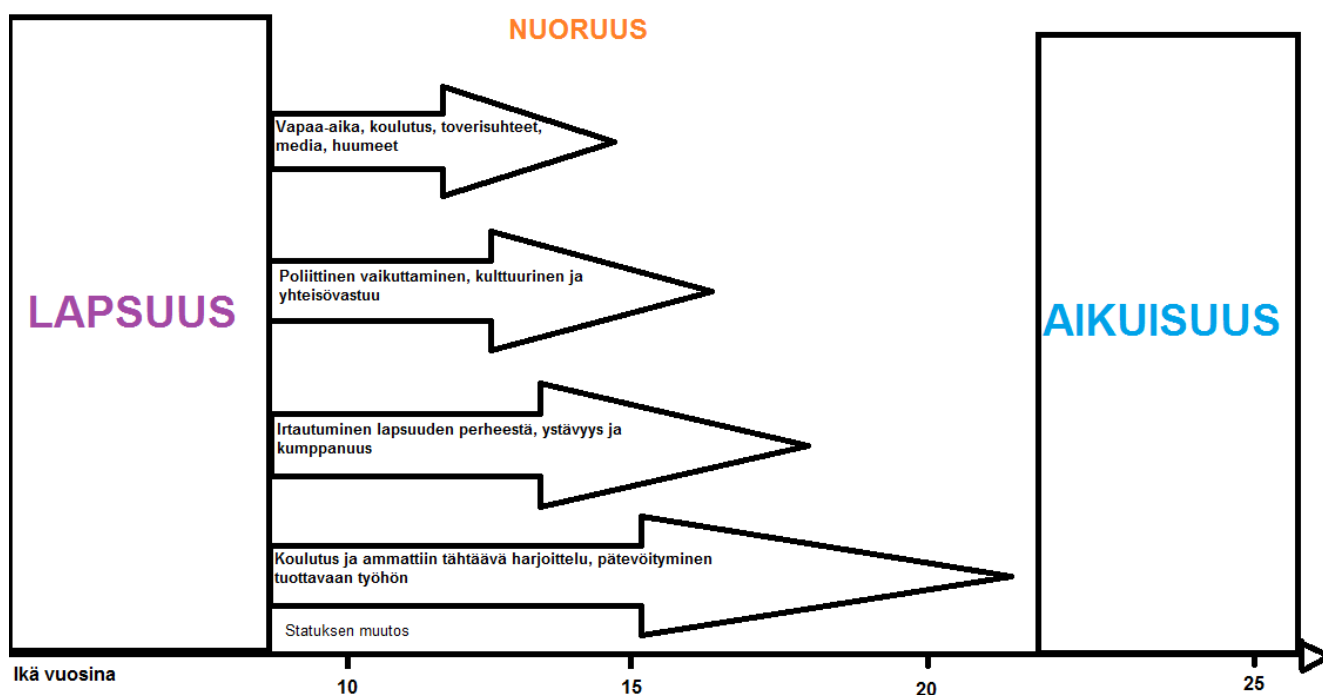 NUORUUS
Vapaa-aika, koulutus, toverisuhteet,
media, huumeet
Poliittinen vaikuttaminen, kulttuurinen ja
yhteisövastuu
LAPSUUS
AIKUISUUS
Irtautuminen lapsuuden perheestä, ystävyys ja
kumppanuus
Koulutus ja ammattiin tähtäävä harjoittelu, pätevöityminen
tuottavaan työhön
Statuksen muutos
Ikä vuosina
10
15
20
25